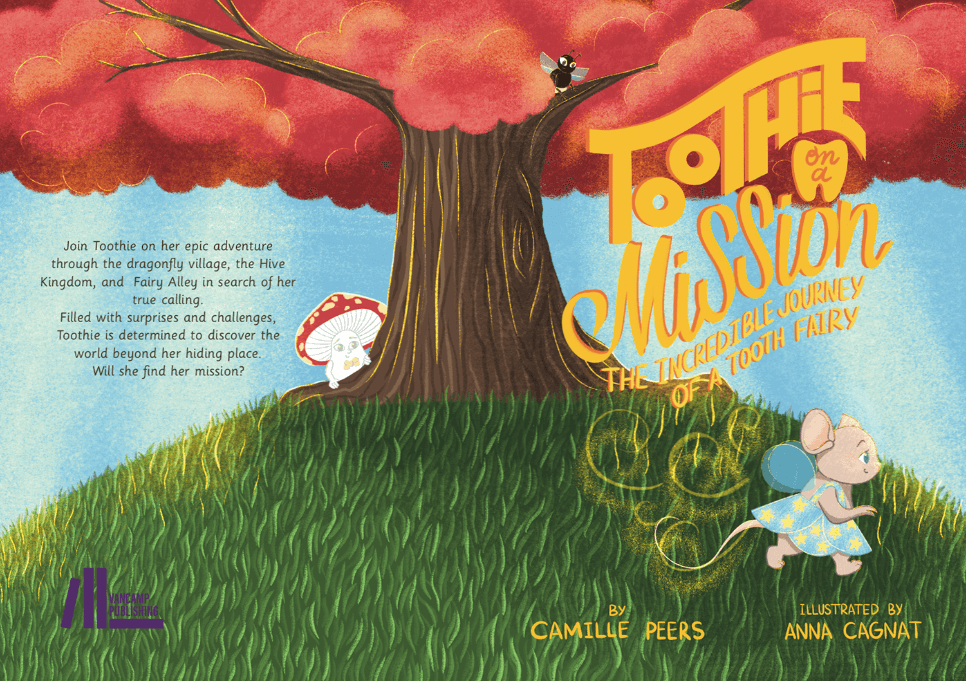 Join Toothie on her epic adventure
through the dragonfly village, the Hive
Kingdom, and Fairy Alley in search of her
true calling.
Filled with surprises and challenges,
Toothie is determined to discover the
world beyond her hiding place.
Will she find her mission?
VANCAMP
PUBLISHING
TOOTHiE
on
a
MiSSion
THE INCREDIBLE JOURNEY
OF A TOOTH FAIRY
BY
CAMILLE PEERS
ILLUSTRATED BY
ANNA CAGNAT